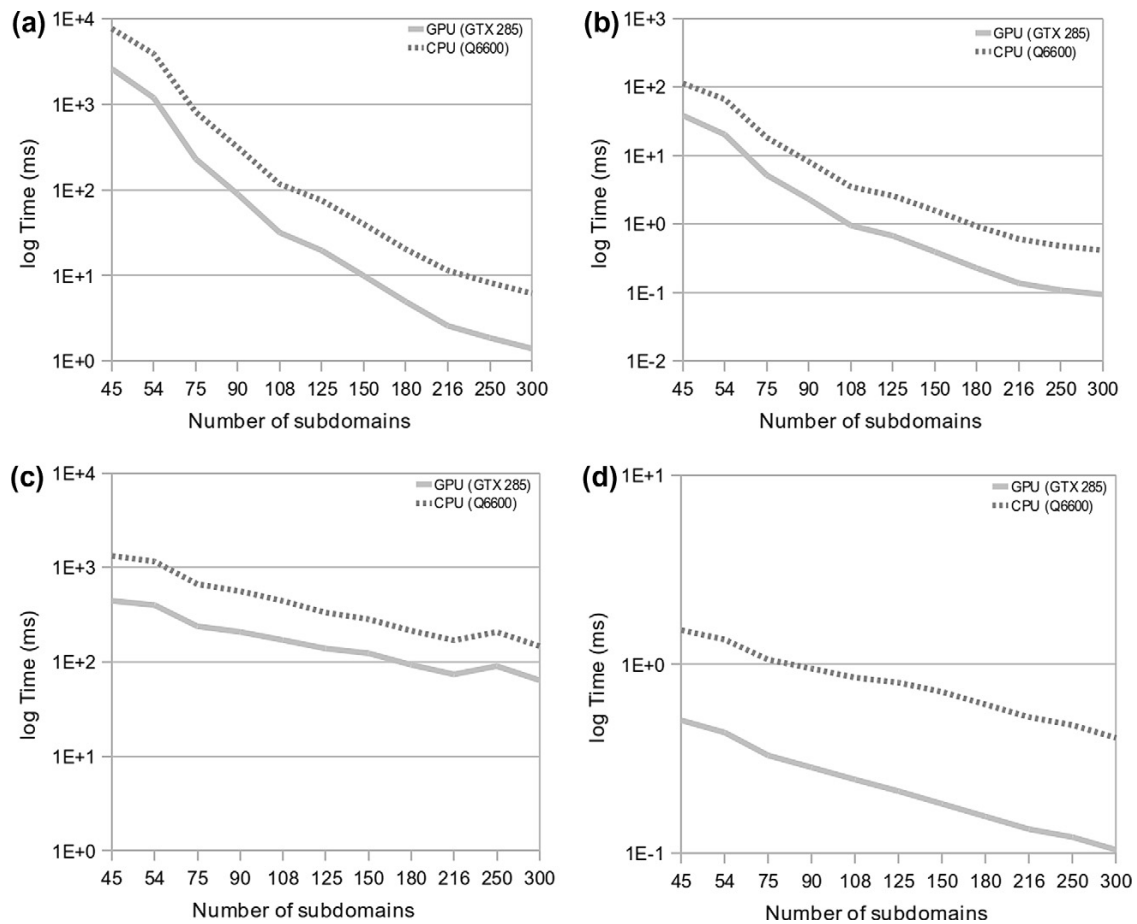 (a)
1E+4
1E+3
1E+2
1E+1
1E+0
log Time (ms)
GPU (GTX 285)
CPU (Q6600)
45 54 75 90 108 125 150 180 216 250 300
Number of subdomains
(b)
1E+3
1E+2
1E+1
1E+0
1E-1
1E-2
log Time (ms)
GPU (GTX 285)
CPU (Q6600)
45 54 75 90 108 125 150 180 216 250 300
Number of subdomains
(c)
1E+4
1E+3
1E+2
1E+1
1E+0
log Time (ms)
GPU (GTX 285)
CPU (Q6600)
45 54 75 90 108 125 150 180 216 250 300
Number of subdomains
(d)
1E+1
1E+0
1E-1
log Time (ms)
GPU (GTX 285)
CPU (Q6600)
45 54 75 90 108 125 150 180 216 250 300
Number of subdomains